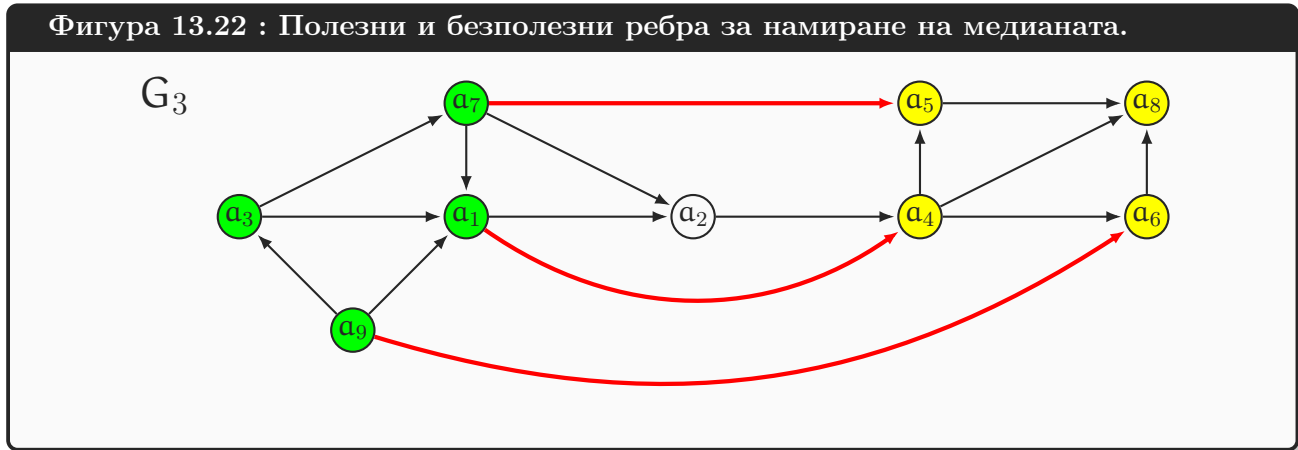 Фигура 13.22 : Полезни и безполезни ребра за намиране на медианата.
G₃
a₇ a₅ a₈
a₃ a₁ a₂ a₄ a₆
a₉